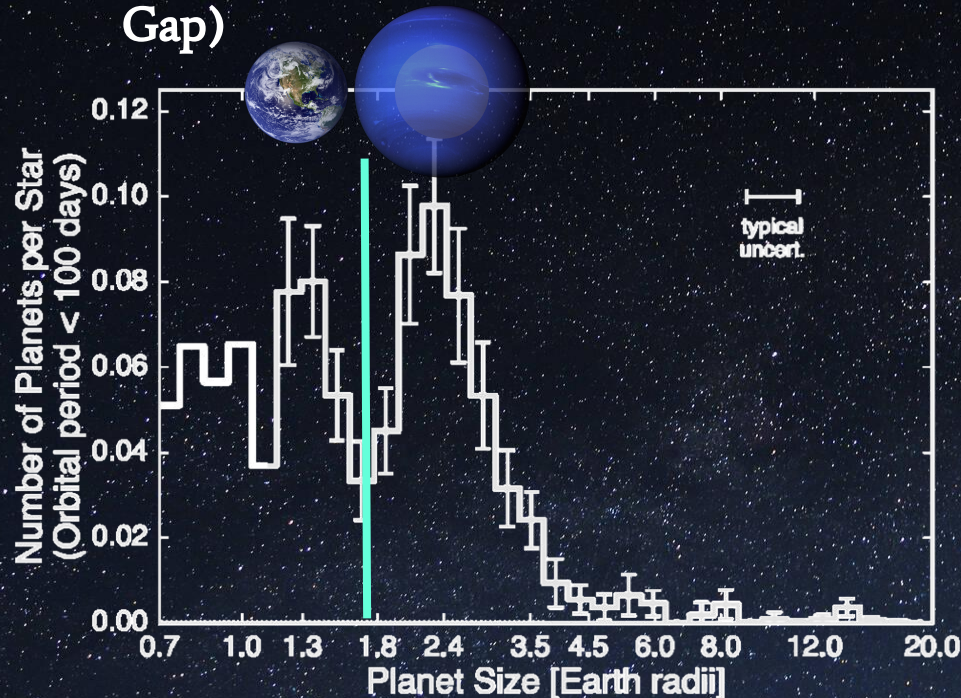 Gap)
0.12
0.10
0.08
0.06
0.04
0.02
0.00
Number of Planets per Star
(Orbital period < 100 days)
typical
uncert.
0.7 1.0 1.3 1.8 2.4 3.5 4.5 6.0 8.0 12.0 20.0
Planet Size [Earth radii]